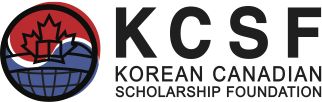 KCSF
KOREAN CANADIAN
SCHOLARSHIP FOUNDATION